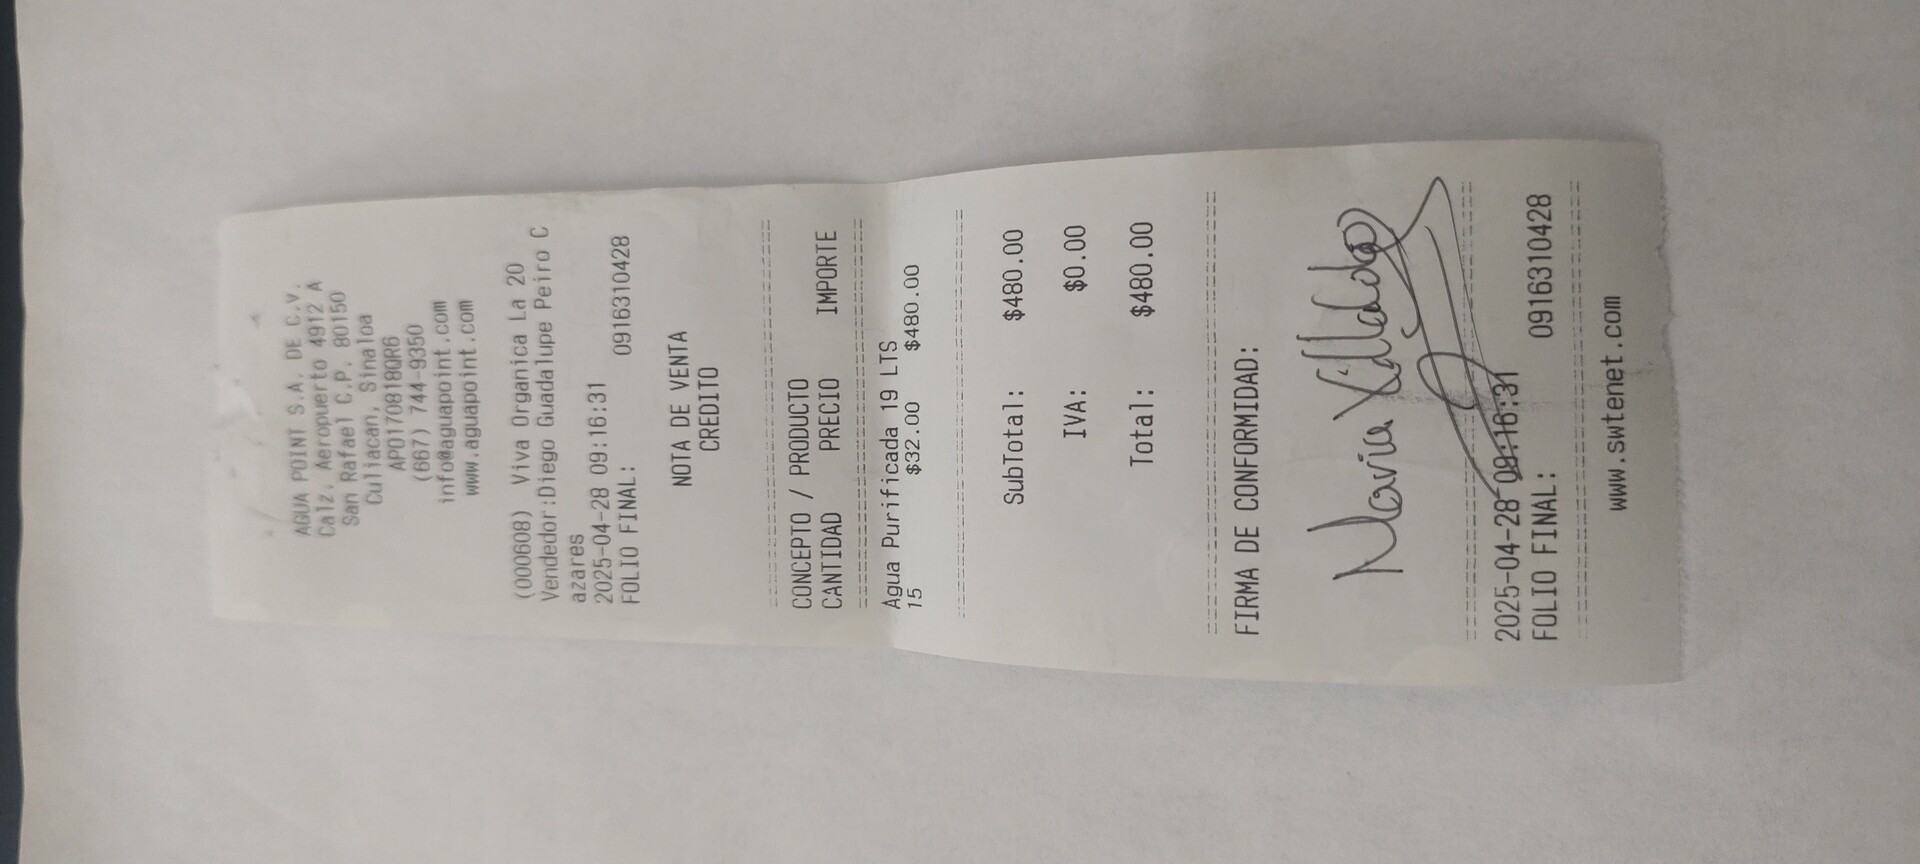 AGUA POINT S.A. DE C.V.
Calz. Aeropuerto 4912 A
San Rafael C.P. 80150
Culiacan, Sinaloa
APO170818QR6
(667) 744-9350
info@aguapoint.com
www.aguapoint.com
(000608) Viva Organica La 20
Vendedor:Diego Guadalupe Peiro C
azares
2025-04-28 09:16:31
FOLIO FINAL: 0916310428
NOTA DE VENTA
CREDITO
CONCEPTO / PRODUCTO
CANTIDAD PRECIO IMPORTE
Agua Purificada 19 LTS
15 $32.00 $480.00
SubTotal: $480.00
IVA: $0.00
Total: $480.00
FIRMA DE CONFORMIDAD:
Maria
2025-04-28 09:16:31
FOLIO FINAL: 0916310428
www.swtenet.com